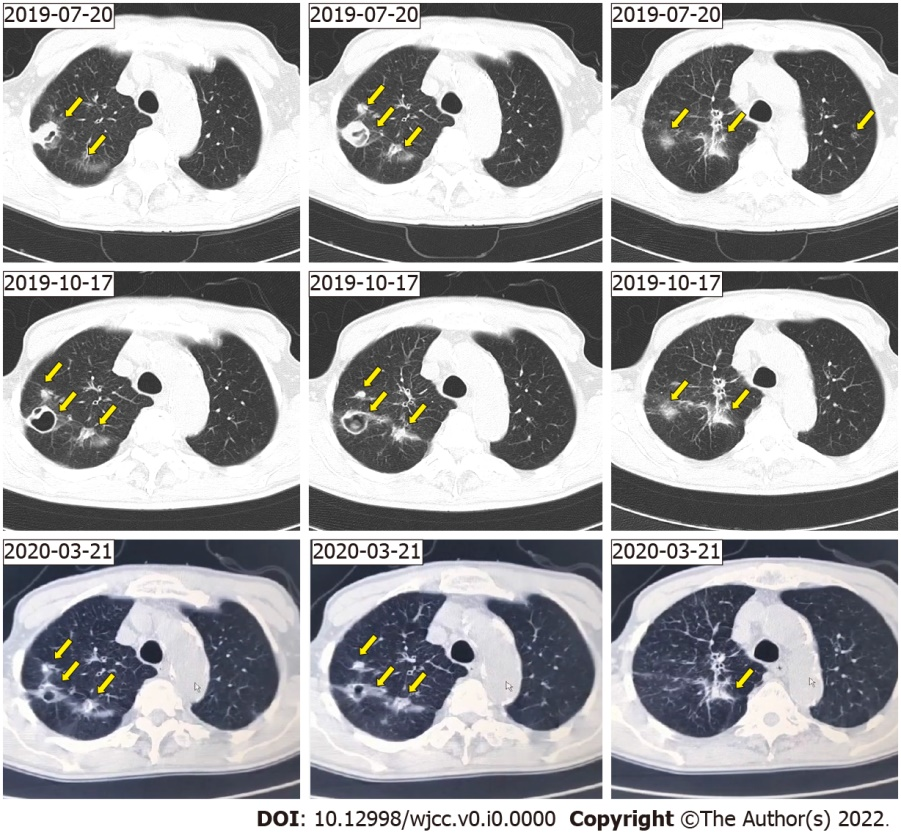 2019-07-20 2019-07-20 2019-07-20
2019-10-17 2019-10-17 2019-10-17
2020-03-21 2020-03-21 2020-03-21
DOI: 10.12998/wjcc.v0.i0.0000 Copyright ©The Author(s) 2022.